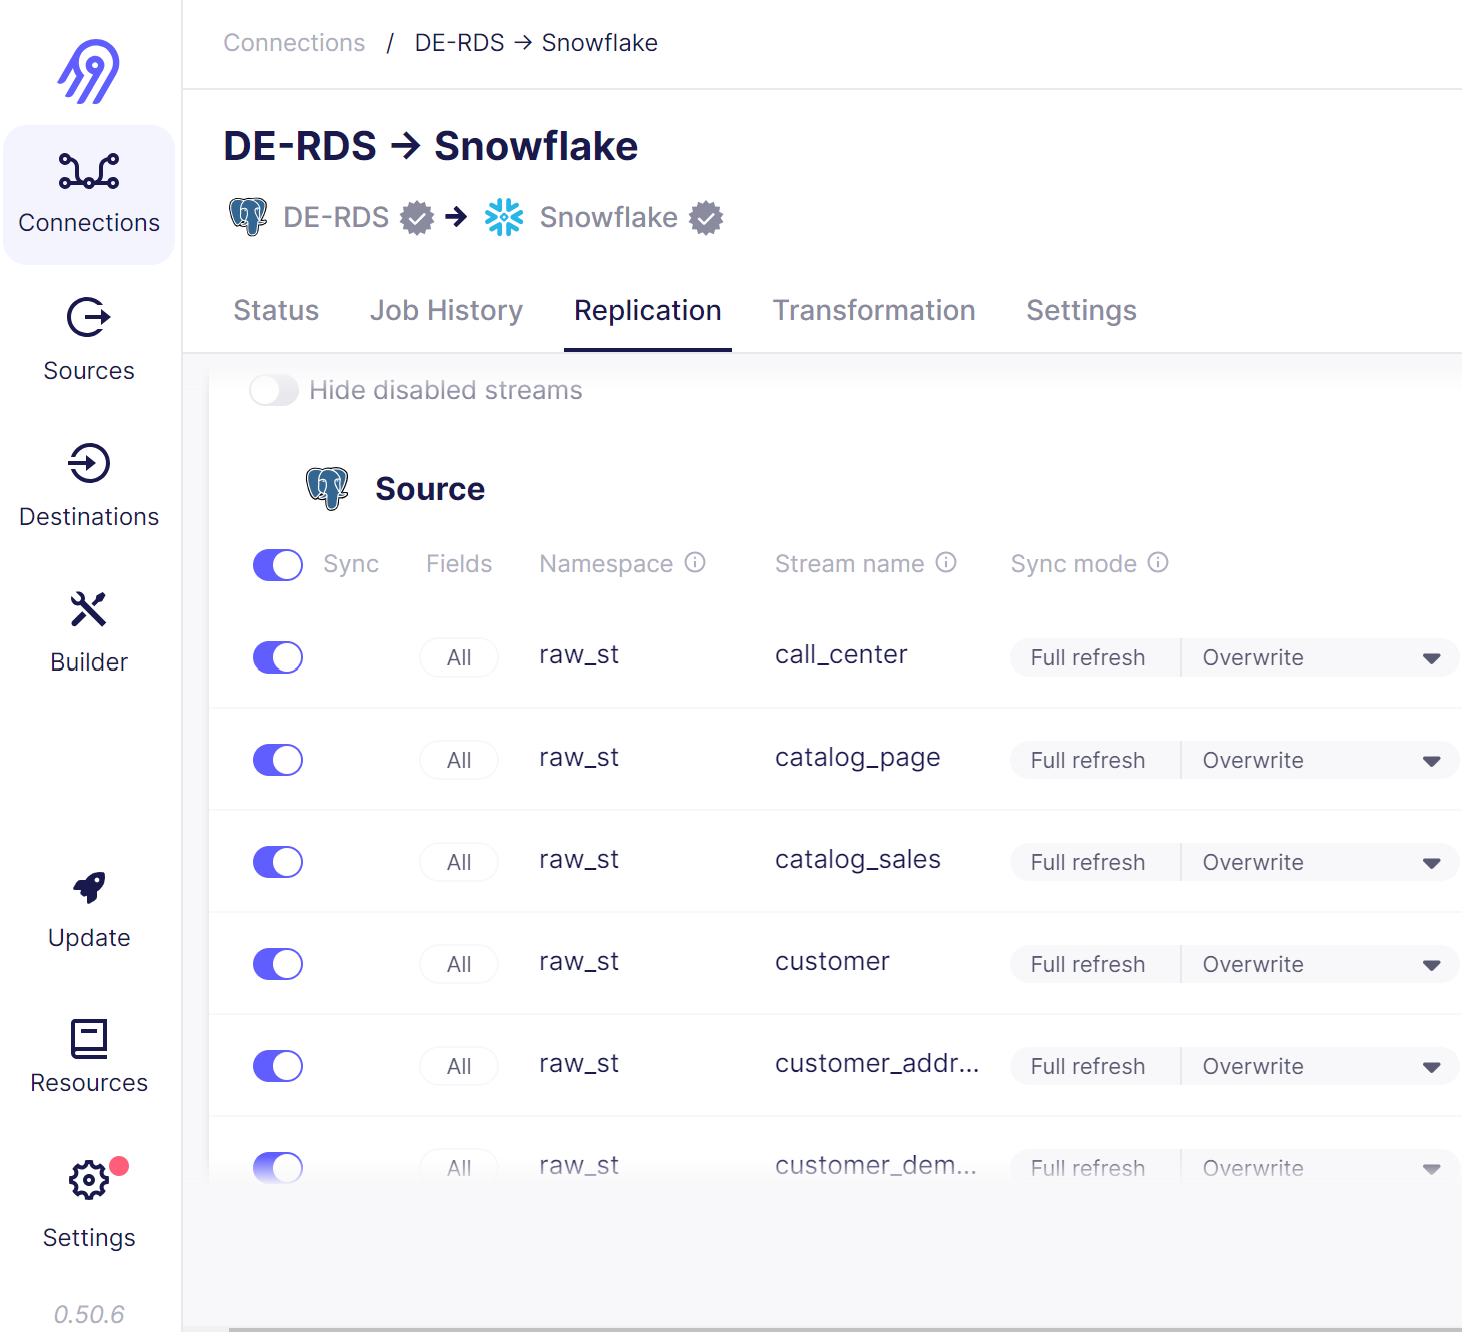 Connections / DE-RDS → Snowflake
DE-RDS → Snowflake
DE-RDS → Snowflake
Status Job History Replication Transformation Settings
Hide disabled streams
Source
Sync Fields Namespace Stream name Sync mode
All raw_st call_center Full refresh Overwrite
All raw_st catalog_page Full refresh Overwrite
All raw_st catalog_sales Full refresh Overwrite
All raw_st customer Full refresh Overwrite
All raw_st customer_addr... Full refresh Overwrite
All raw_st customer_dem... Full refresh Overwrite
Connections
Sources
Destinations
Builder
Update
Resources
Settings
0.50.6